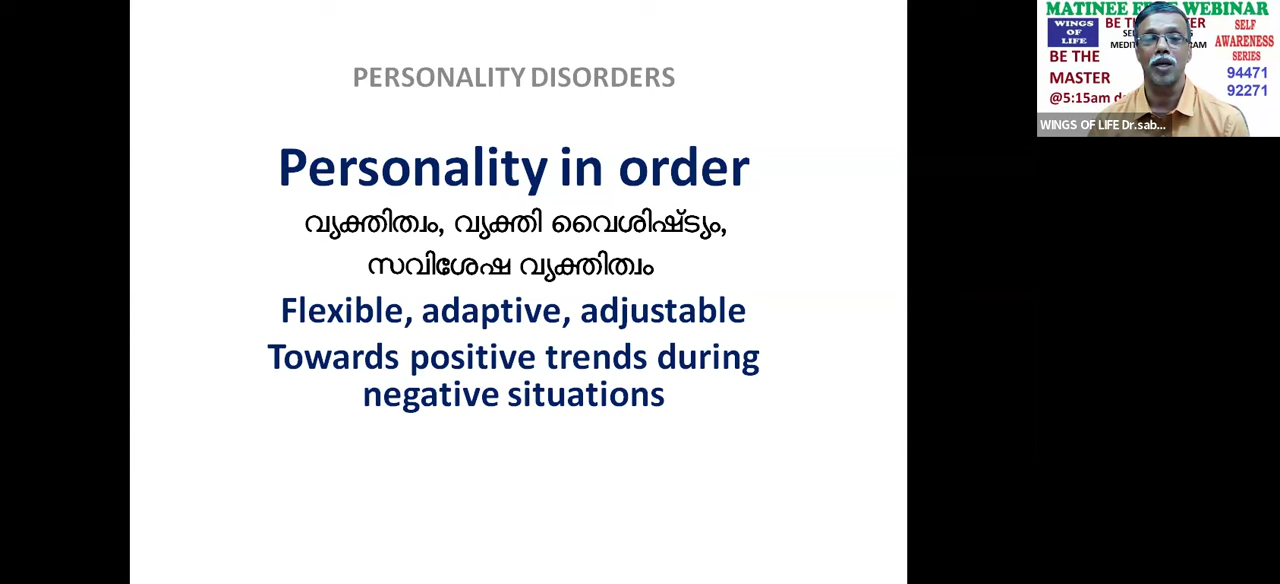 PERSONALITY DISORDERS
Personality in order
വ്യക്തിത്വം, വ്യക്തി വൈശിഷ്ട്യം,
സവിശേഷ വ്യക്തിത്വം
Flexible, adaptive, adjustable
Towards positive trends during
negative situations
MATINEE WEBINAR
WINGS
OF
LIFE
BE
SELF
AWARENESS
SERIES
BE THE
MASTER
@5:15am
94471
92271
WINGS OF LIFE Dr.sab...